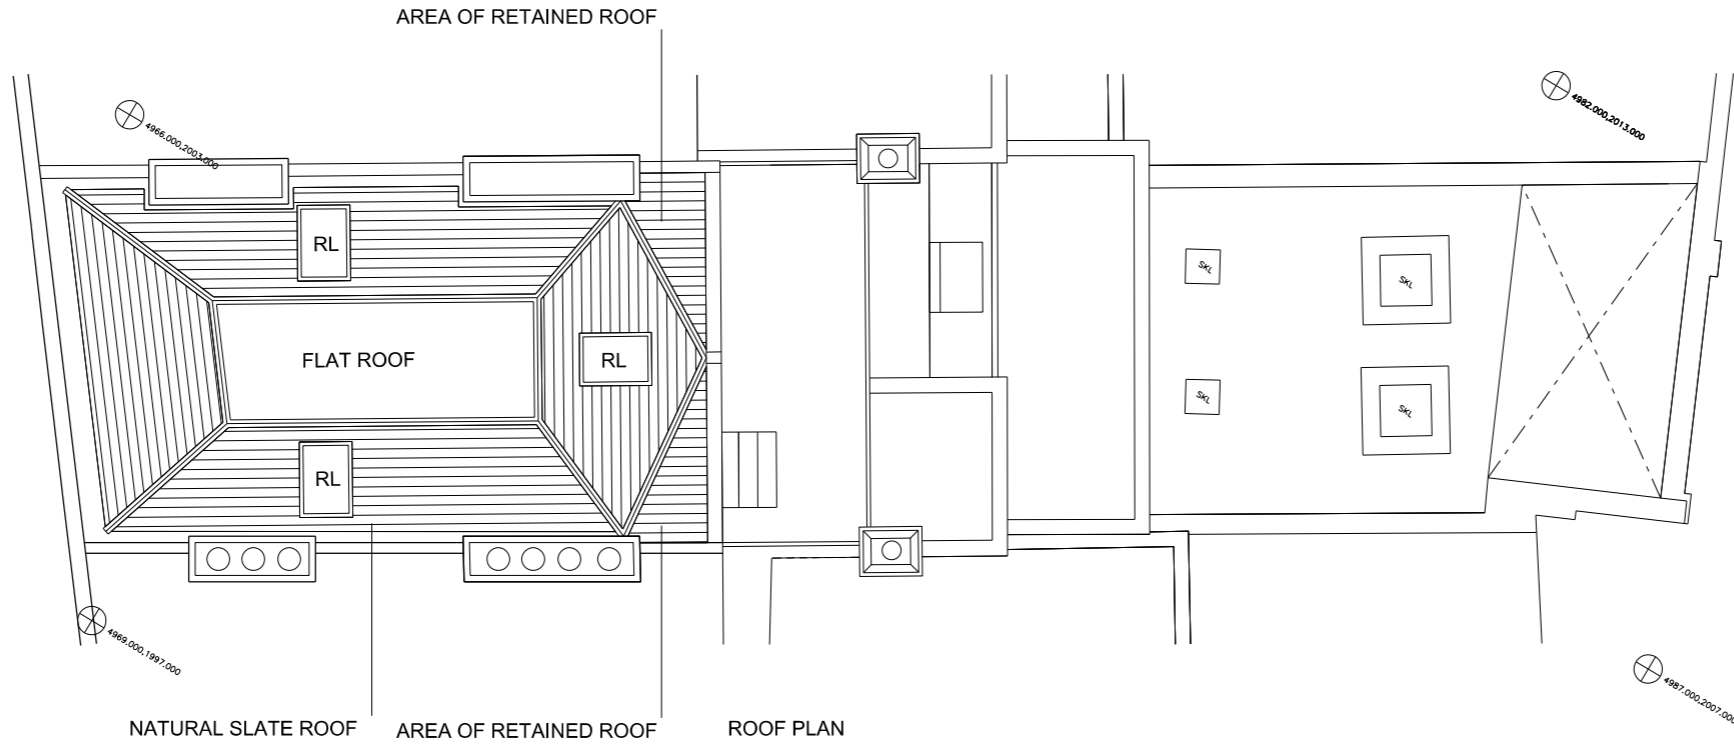 AREA OF RETAINED ROOF
4966.000,2003.000
4982.000,2013.000
RL
SKL
SKL
FLAT ROOF
RL
SKL
SKL
RL
4969.000,1997.000
4987.000,2007.000
NATURAL SLATE ROOF
AREA OF RETAINED ROOF
ROOF PLAN